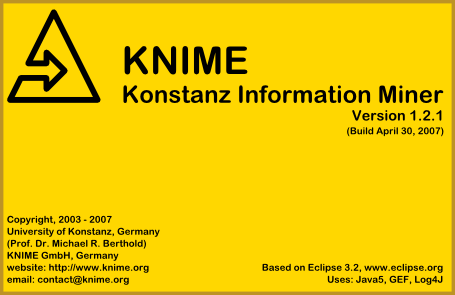 KNIME
Konstanz Information Miner
Version 1.2.1
(Build April 30, 2007)
Copyright, 2003 - 2007
University of Konstanz, Germany
(Prof. Dr. Michael R. Berthold)
KNIME GmbH, Germany
website: http://www.knime.org
email: contact@knime.org
Based on Eclipse 3.2, www.eclipse.org
Uses: Java5, GEF, Log4J